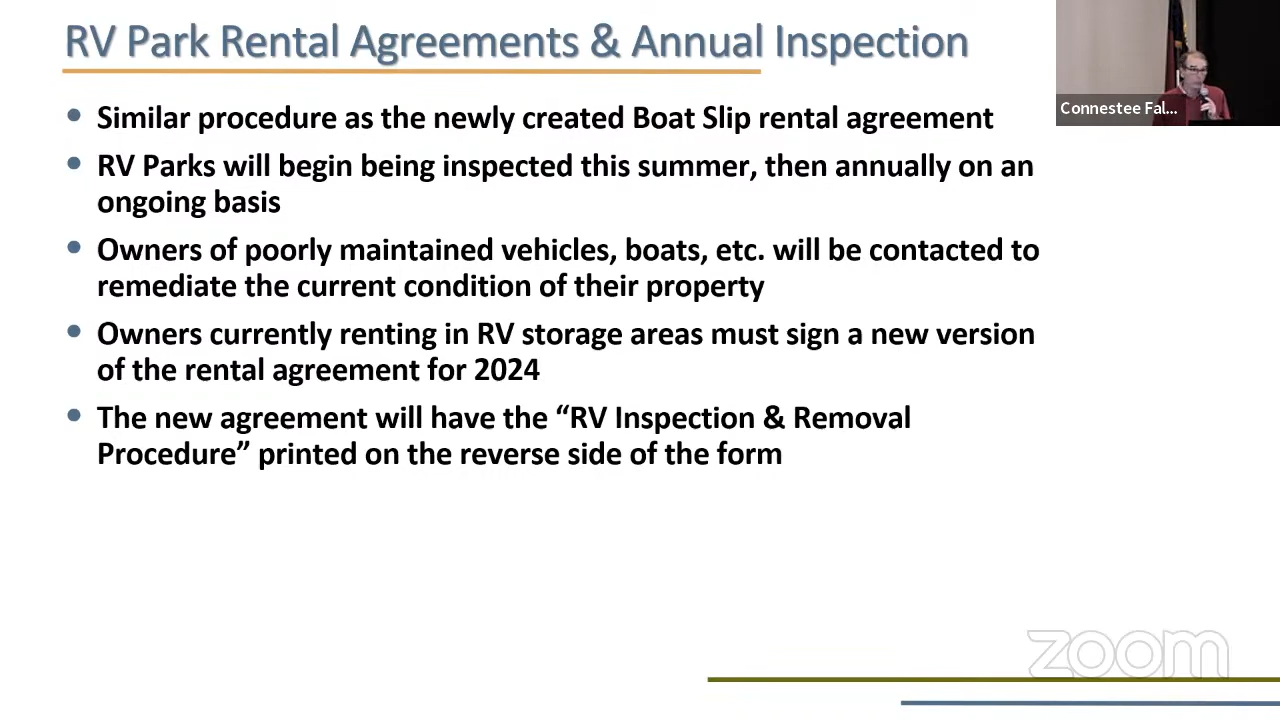 RV Park Rental Agreements & Annual Inspection
Connestee Fal...
• Similar procedure as the newly created Boat Slip rental agreement
• RV Parks will begin being inspected this summer, then annually on an
ongoing basis
• Owners of poorly maintained vehicles, boats, etc. will be contacted to
remediate the current condition of their property
• Owners currently renting in RV storage areas must sign a new version
of the rental agreement for 2024
• The new agreement will have the “RV Inspection & Removal
Procedure” printed on the reverse side of the form
zoom